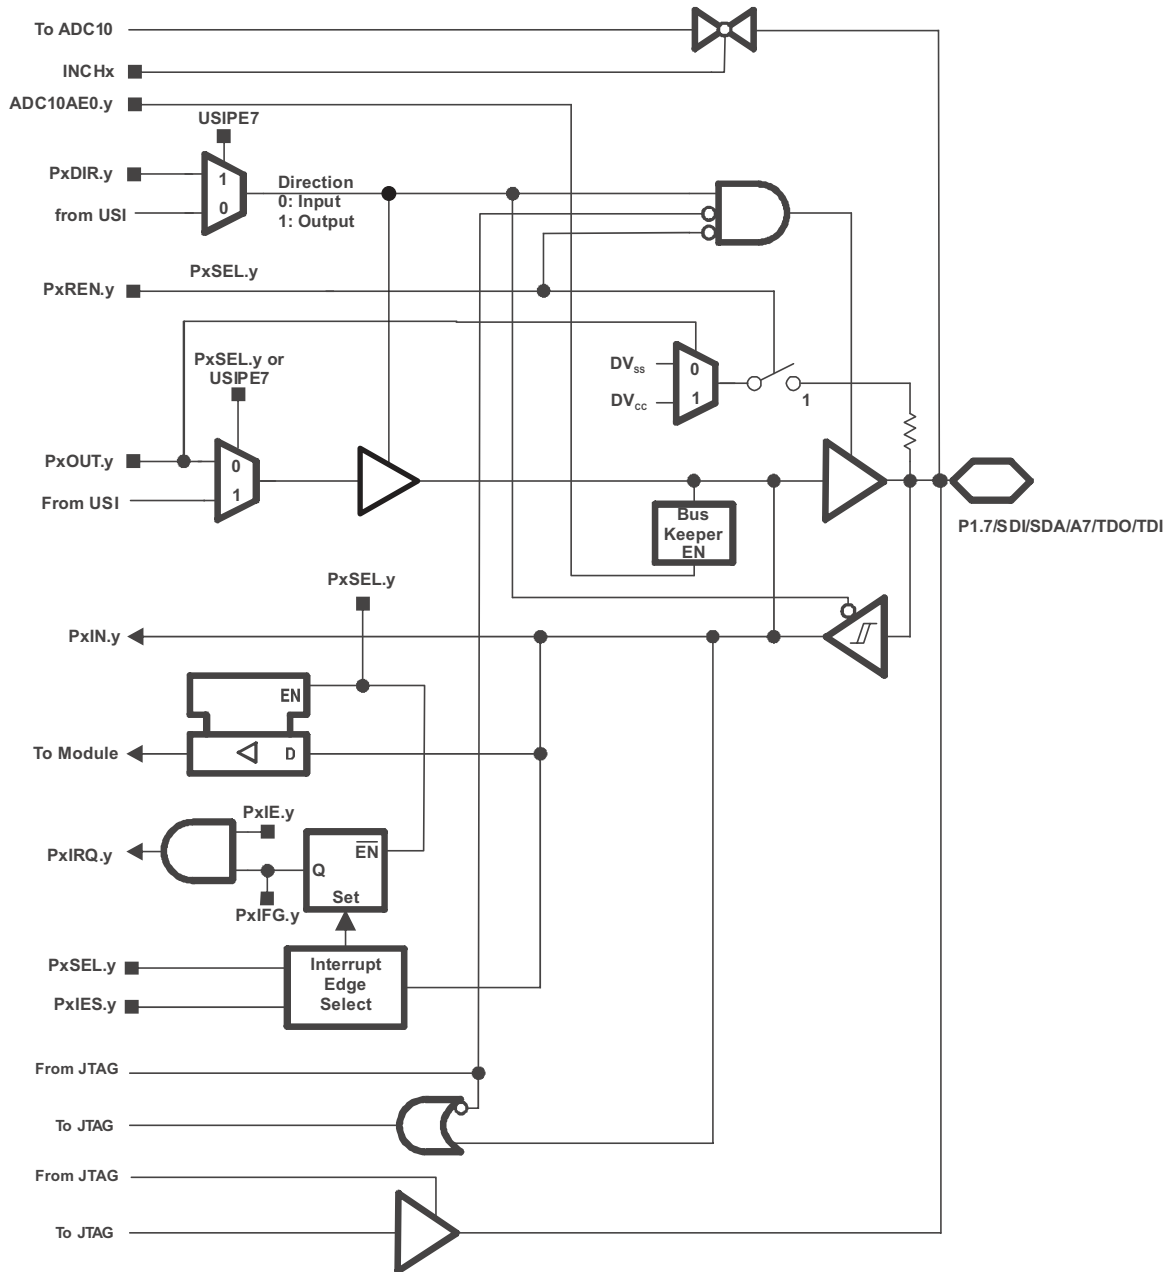 To ADC10
INCHx
ADC10AE0.y
USIPE7
PxDIR.y
1
from USI
0
Direction
0: Input
1: Output
PxSEL.y
PxREN.y
PxSEL.y or
USIPE7
DVSS
0
DVCC
1
1
PxOUT.y
0
From USI
1
Bus
Keeper
EN
P1.7/SDI/SDA/A7/TDO/TDI
PxSEL.y
PxIN.y
EN
To Module
D
PxIE.y
PxIRQ.y
EN
Q
Set
PxIFG.y
PxSEL.y
PxIES.y
Interrupt
Edge
Select
From JTAG
To JTAG
From JTAG
To JTAG